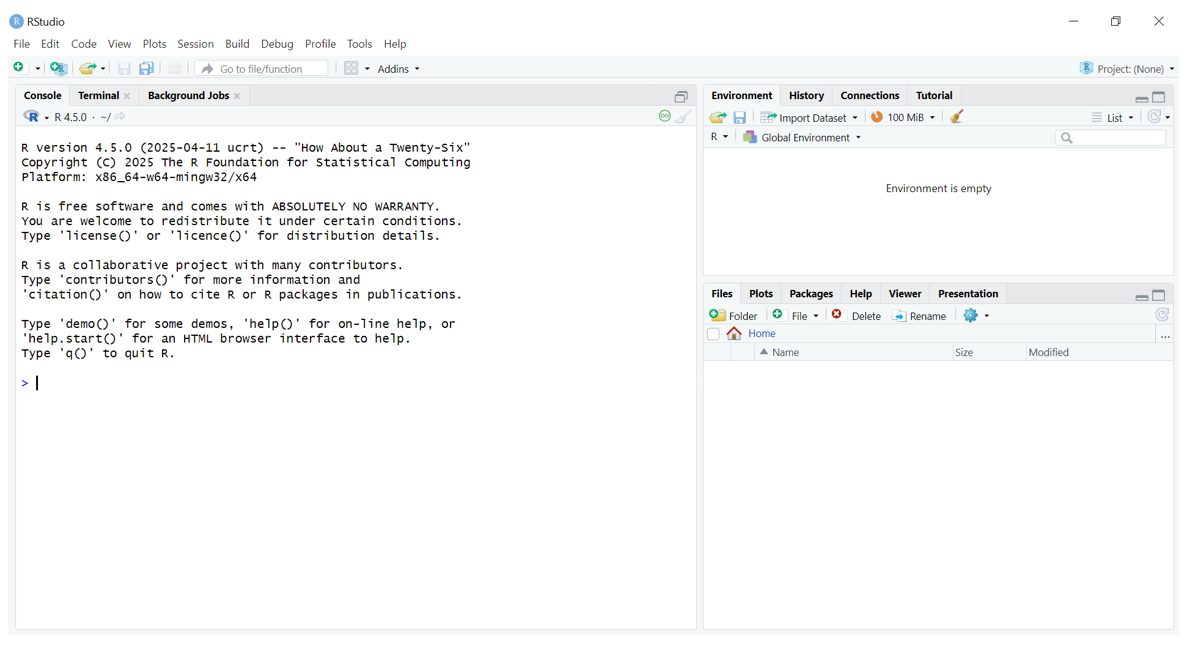 RStudio
File Edit Code View Plots Session Build Debug Profile Tools Help
Go to file/function Addins Project: (None)
Console Terminal Background Jobs
R 4.5.0 · ~/
R version 4.5.0 (2025-04-11 ucrt) -- "How About a Twenty-Six"
Copyright (C) 2025 The R Foundation for Statistical Computing
Platform: x86_64-w64-mingw32/x64
R is free software and comes with ABSOLUTELY NO WARRANTY.
You are welcome to redistribute it under certain conditions.
Type 'license()' or 'licence()' for distribution details.
R is a collaborative project with many contributors.
Type 'contributors()' for more information and
'citation()' on how to cite R or R packages in publications.
Type 'demo()' for some demos, 'help()' for on-line help, or
'help.start()' for an HTML browser interface to help.
Type 'q()' to quit R.
>
Environment History Connections Tutorial
Import Dataset 100 MiB List
R Global Environment
Environment is empty
Files Plots Packages Help Viewer Presentation
Folder File Delete Rename
Home ...
Name Size Modified